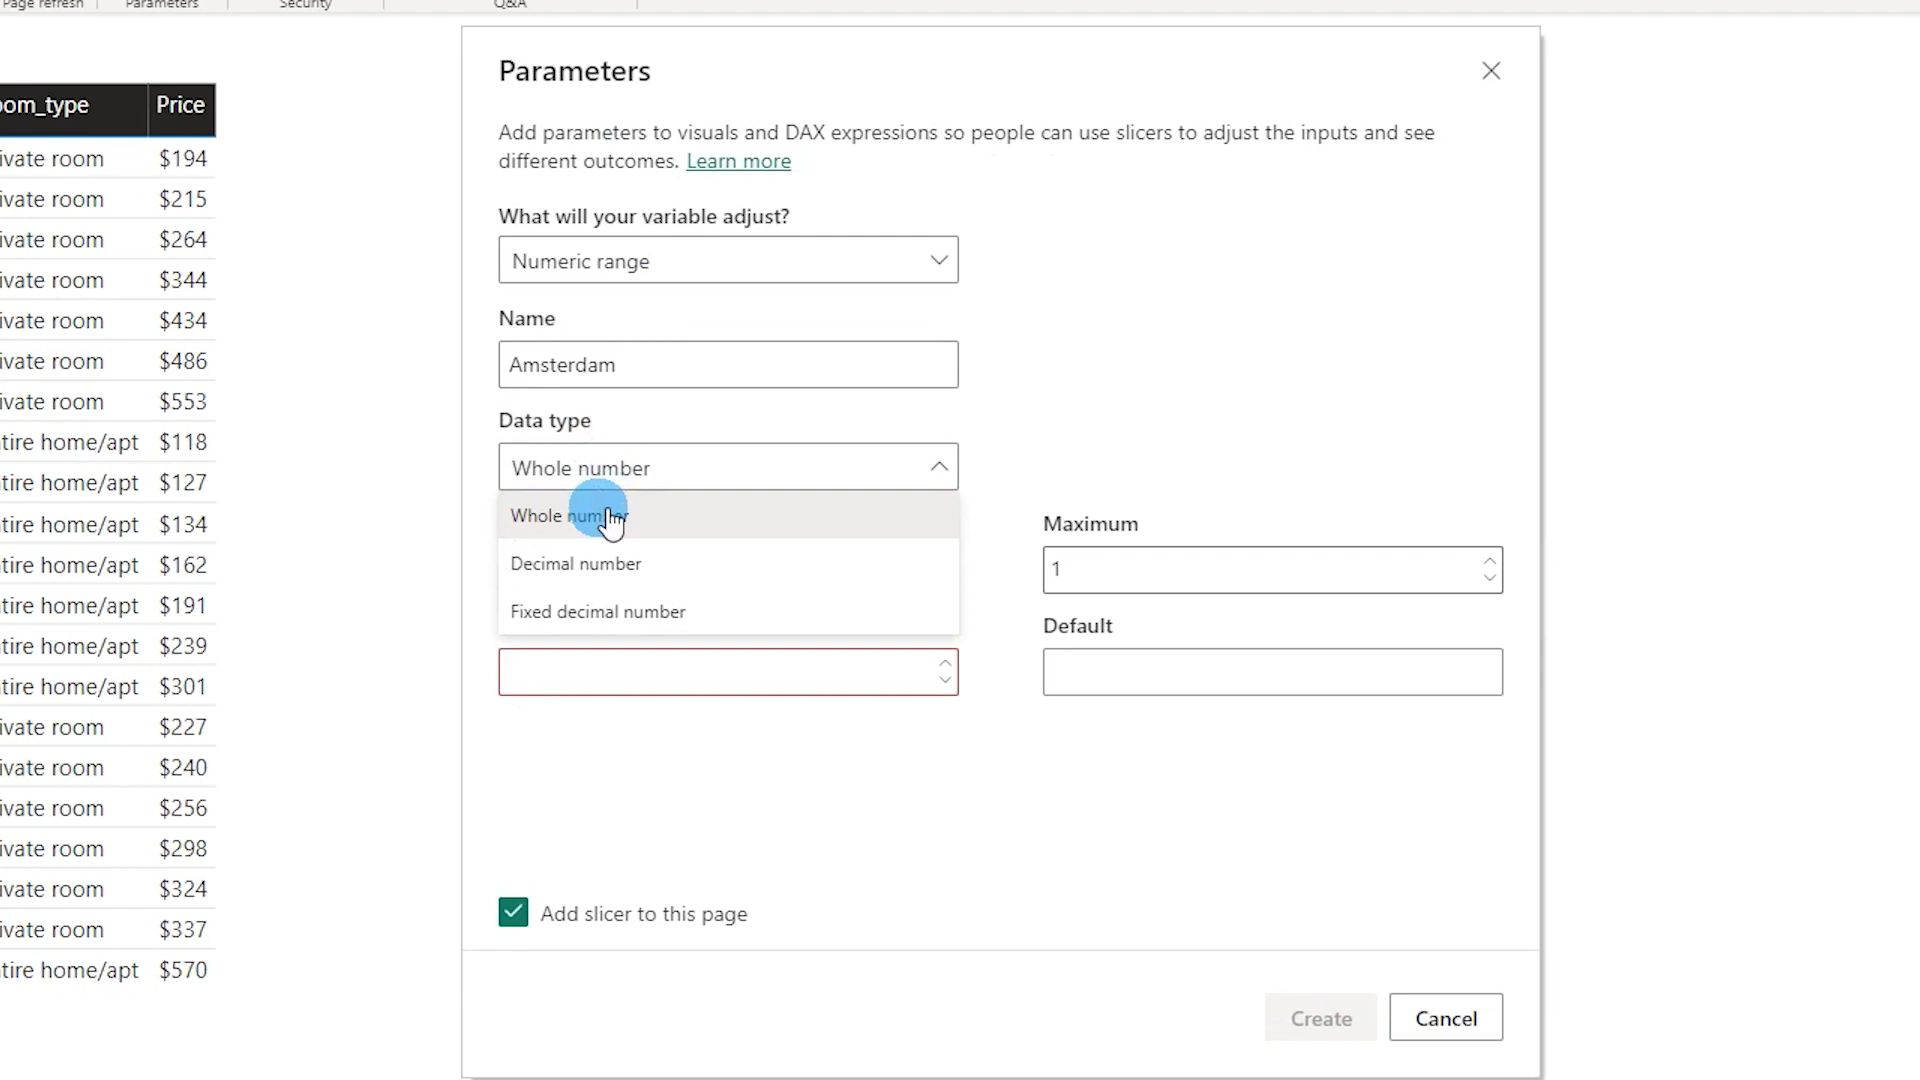 Page refresh Parameters Security Q&A
Parameters
Add parameters to visuals and DAX expressions so people can use slicers to adjust the inputs and see
different outcomes. Learn more
What will your variable adjust?
Numeric range
Name
Amsterdam
Data type
Whole number
Whole number
Decimal number
Fixed decimal number
Maximum
1
Default
Add slicer to this page
Create Cancel
oom_type Price
ivate room $194
ivate room $215
ivate room $264
ivate room $344
ivate room $434
ivate room $486
ivate room $553
tire home/apt $118
tire home/apt $127
tire home/apt $134
tire home/apt $162
tire home/apt $191
tire home/apt $239
tire home/apt $301
ivate room $227
ivate room $240
ivate room $256
ivate room $298
ivate room $324
ivate room $337
tire home/apt $570